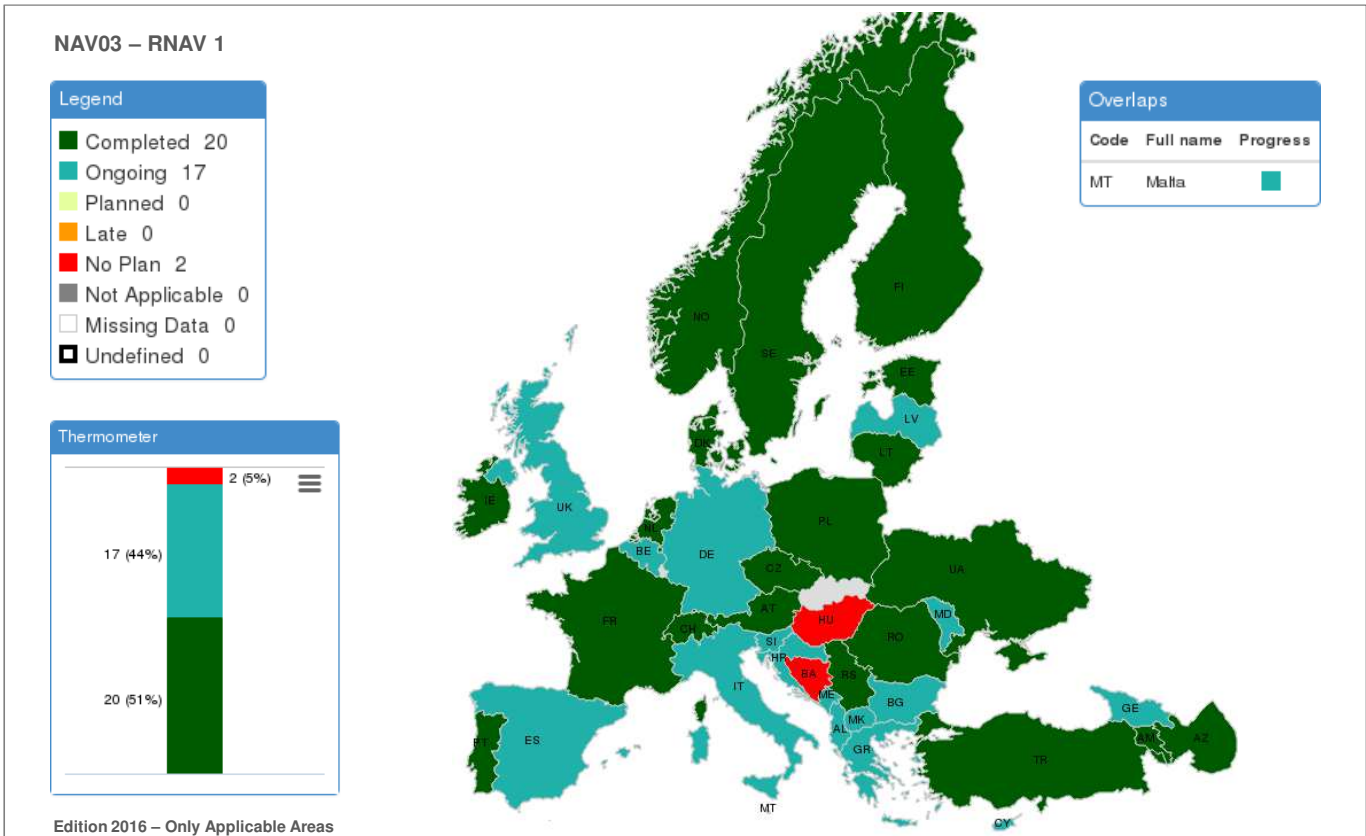 NAV03 – RNAV 1
Legend
Completed 20
Ongoing 17
Planned 0
Late 0
No Plan 2
Not Applicable 0
Missing Data 0
Undefined 0
Overlaps
Code Full name Progress
MT Malta
Thermometer
2 (5%)
17 (44%)
20 (51%)
NO
SE
FI
EE
LV
LT
DK
IE
UK
NL
BE
DE
PL
CZ
UA
FR
CH
AT
HU
MD
RO
SI
HR
BA
RS
IT
ME
BG
MK
AL
GR
PT
ES
GE
AM
AZ
TR
MT
CY
Edition 2016 – Only Applicable Areas